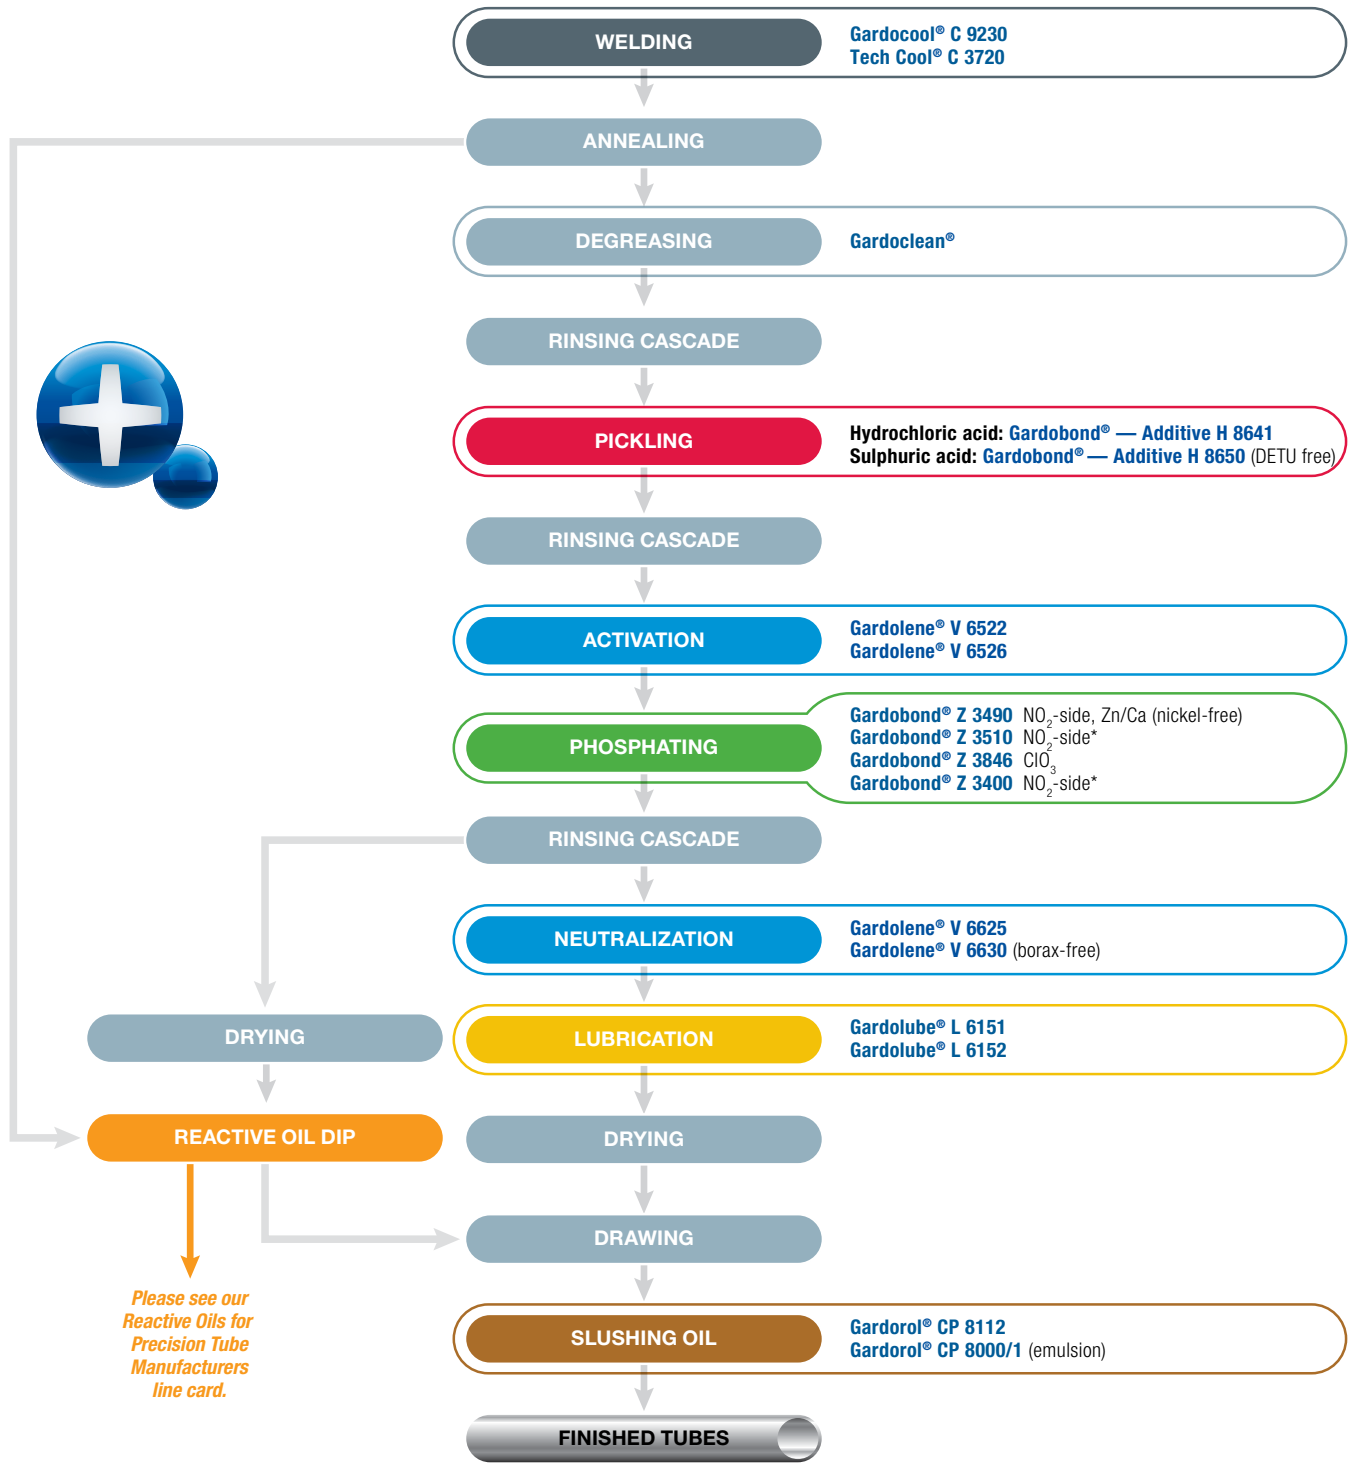 WELDING
Gardocool® C 9230
Tech Cool® C 3720
ANNEALING
DEGREASING
Gardoclean®
RINSING CASCADE
PICKLING
Hydrochloric acid: Gardobond® — Additive H 8641
Sulphuric acid: Gardobond® — Additive H 8650 (DETU free)
RINSING CASCADE
ACTIVATION
Gardolene® V 6522
Gardolene® V 6526
PHOSPHATING
Gardobond® Z 3490 NO₂-side, Zn/Ca (nickel-free)
Gardobond® Z 3510 NO₂-side*
Gardobond® Z 3846 ClO₃
Gardobond® Z 3400 NO₂-side*
RINSING CASCADE
NEUTRALIZATION
Gardolene® V 6625
Gardolene® V 6630 (borax-free)
DRYING
LUBRICATION
Gardolube® L 6151
Gardolube® L 6152
REACTIVE OIL DIP
DRYING
DRAWING
Please see our
Reactive Oils for
Precision Tube
Manufacturers
line card.
SLUSHING OIL
Gardorol® CP 8112
Gardorol® CP 8000/1 (emulsion)
FINISHED TUBES